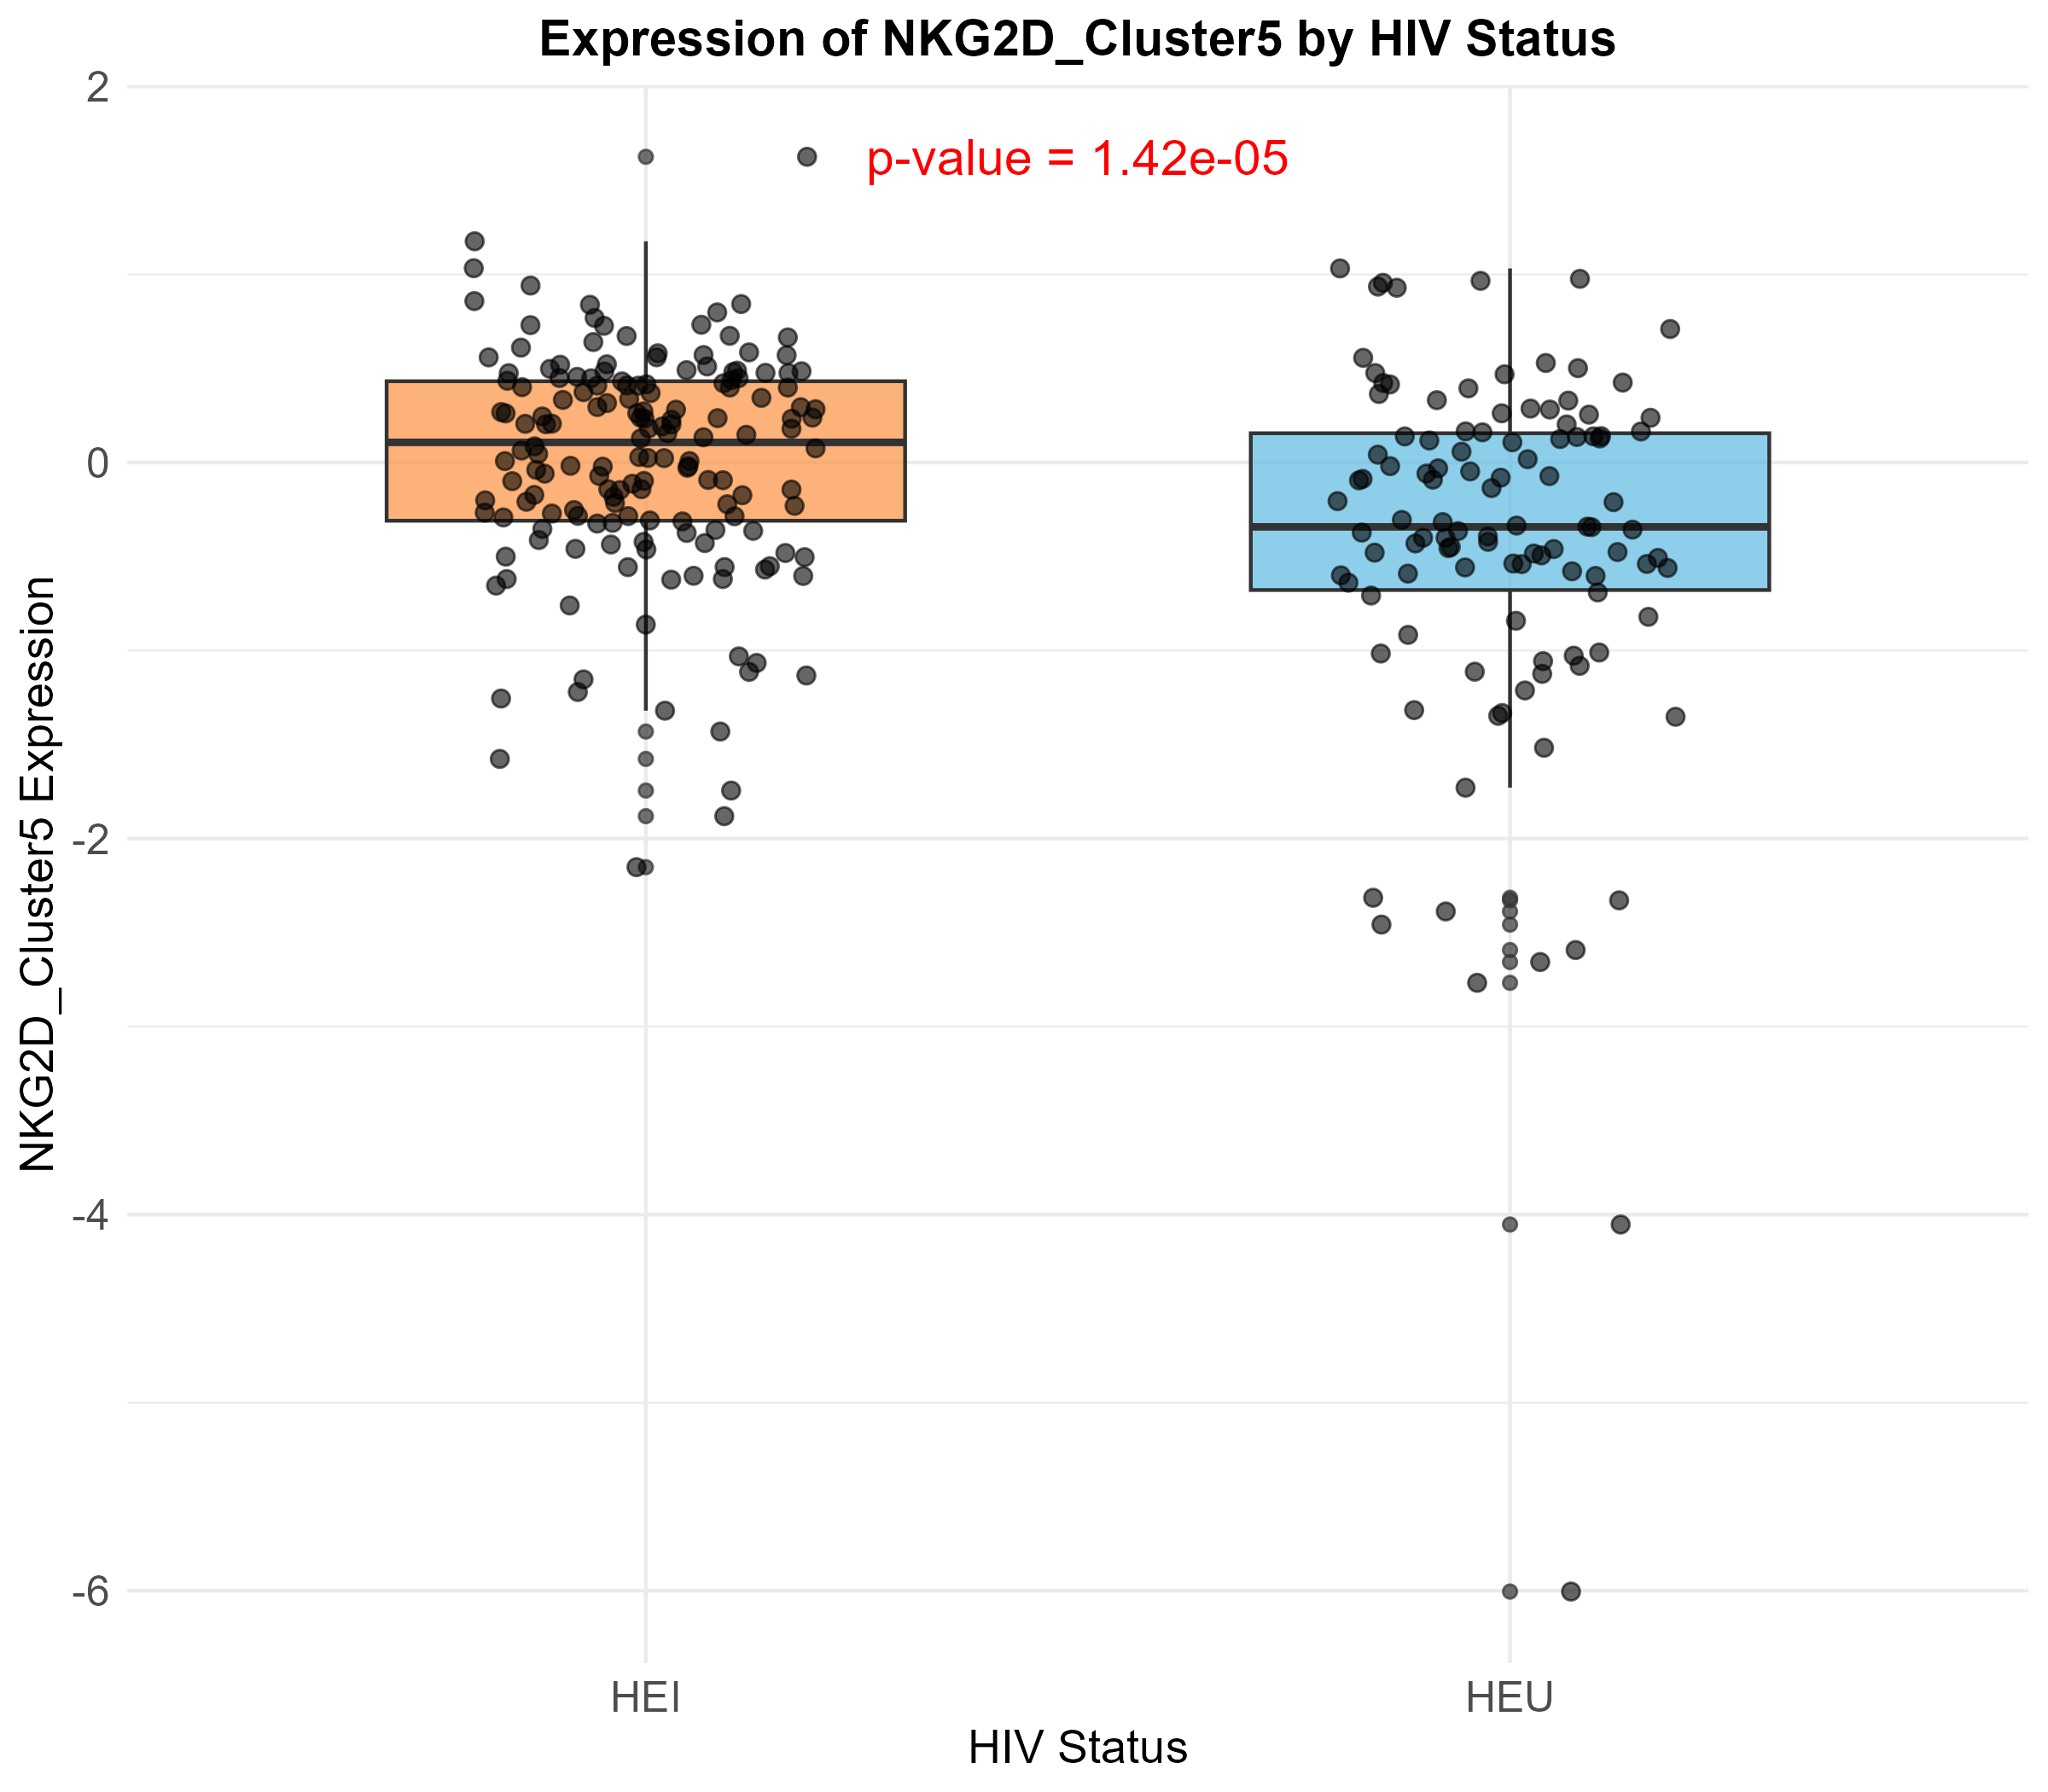 Expression of NKG2D_Cluster5 by HIV Status
p-value = 1.42e-05
NKG2D_Cluster5 Expression
2
0
-2
-4
-6
HEI
HEU
HIV Status